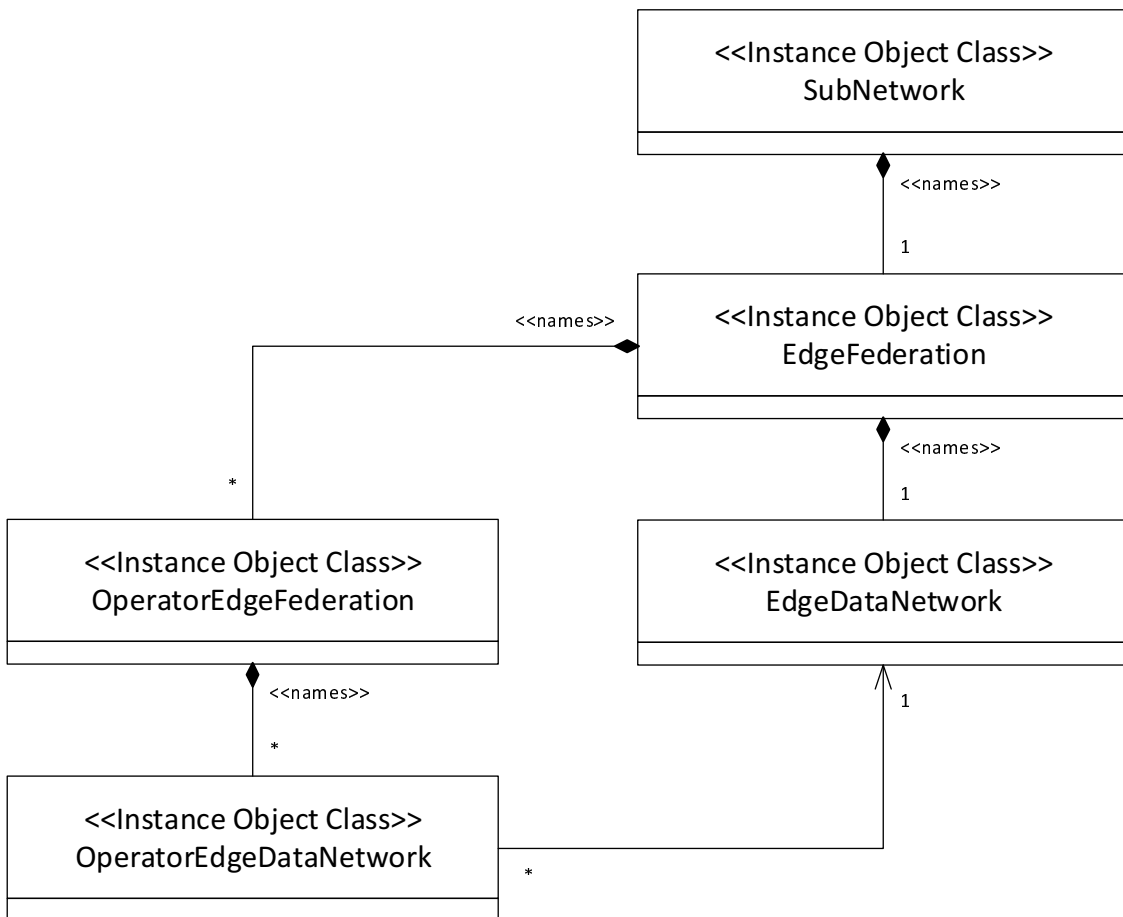 <<Instance Object Class>>
SubNetwork
<<names>>
1
<<Instance Object Class>>
EdgeFederation
<<names>>
<<names>>
*
1
<<Instance Object Class>>
OperatorEdgeFederation
<<Instance Object Class>>
EdgeDataNetwork
<<names>>
1
*
<<Instance Object Class>>
OperatorEdgeDataNetwork
*